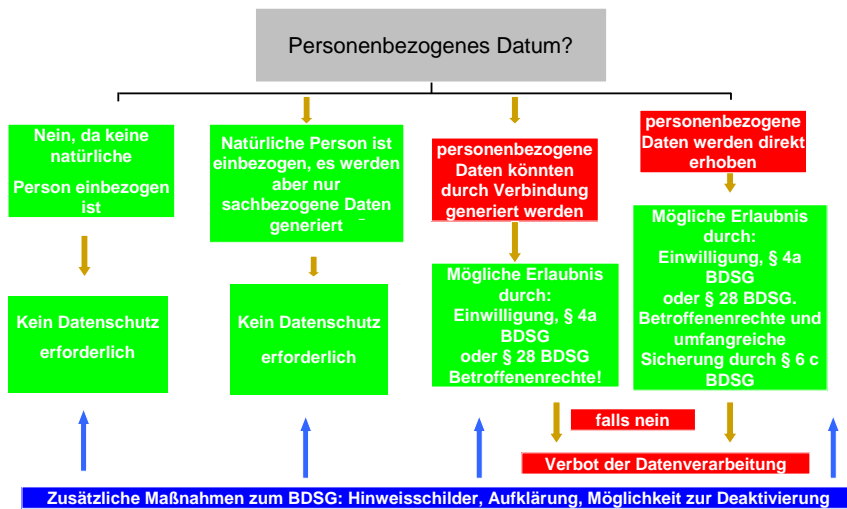 Personenbezogenes Datum?
Nein, da keine
natürliche
Person einbezogen
ist
Natürliche Person ist
einbezogen, es werden
aber nur
sachbezogene Daten
generiert
personenbezogene
Daten könnten
durch Verbindung
generiert werden
personenbezogene
Daten werden direkt
erhoben
Kein Datenschutz
erforderlich
Kein Datenschutz
erforderlich
Mögliche Erlaubnis
durch:
Einwilligung, § 4a
BDSG
oder § 28 BDSG
Betroffenenrechte!
Mögliche Erlaubnis
durch:
Einwilligung, § 4a
BDSG
oder § 28 BDSG.
Betroffenenrechte und
umfangreiche
Sicherung durch § 6 c
BDSG
falls nein
Verbot der Datenverarbeitung
Zusätzliche Maßnahmen zum BDSG: Hinweisschilder, Aufklärung, Möglichkeit zur Deaktivierung